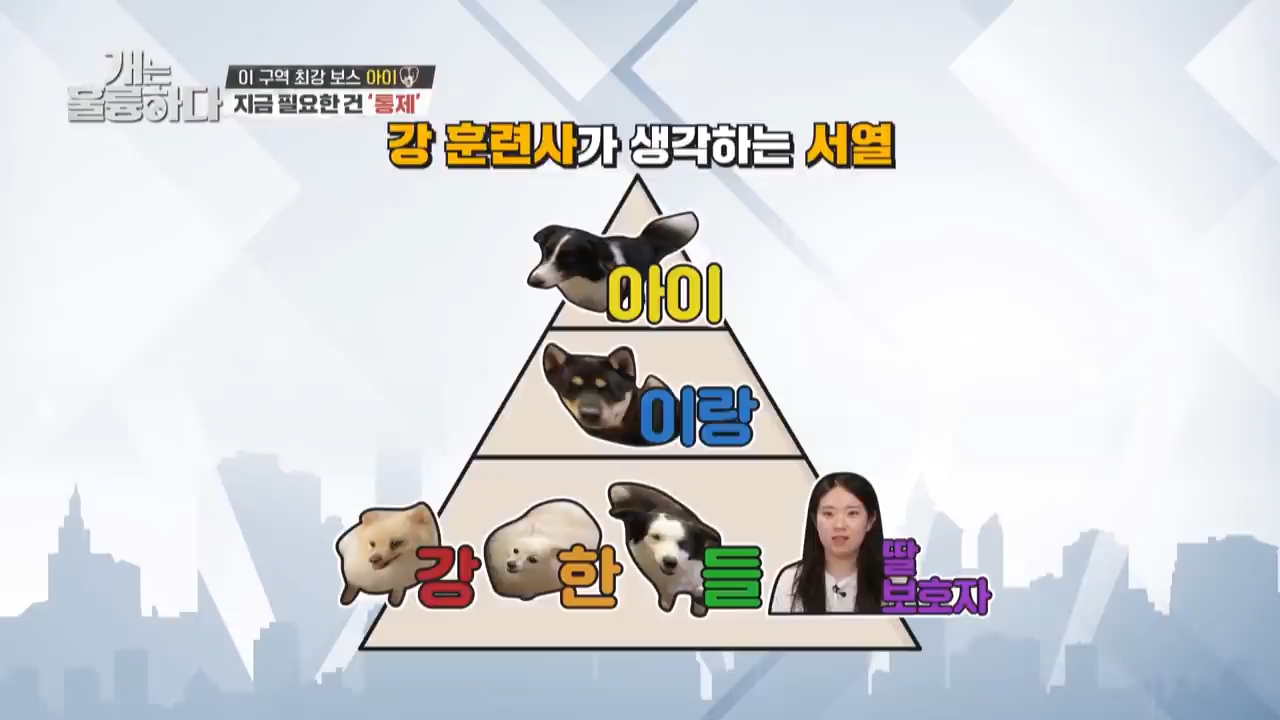 개는
훌륭하다
이 구역 최강 보스 아이
지금 필요한 건 '통제'
강 훈련사가 생각하는 서열
아이
이랑
강 한 들
딸
보호자